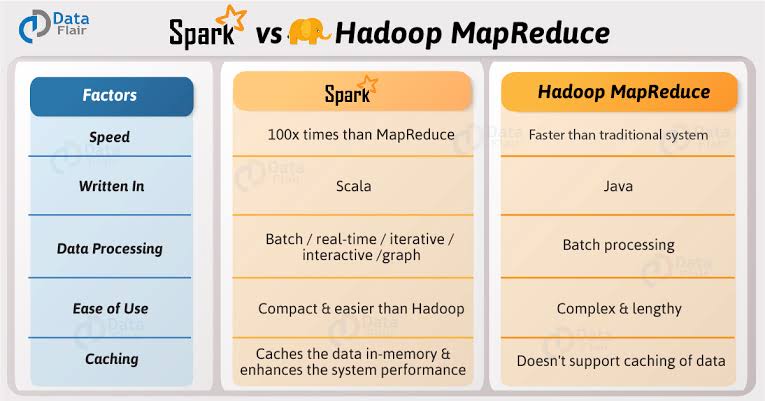 Data
Flair
Spark vs Hadoop MapReduce
Factors
Spark
Hadoop MapReduce
Speed
100x times than MapReduce
Faster than traditional system
Written In
Scala
Java
Data Processing
Batch / real-time / iterative /
interactive /graph
Batch processing
Ease of Use
Compact & easier than Hadoop
Complex & lengthy
Caching
Caches the data in-memory &
enhances the system performance
Doesn't support caching of data